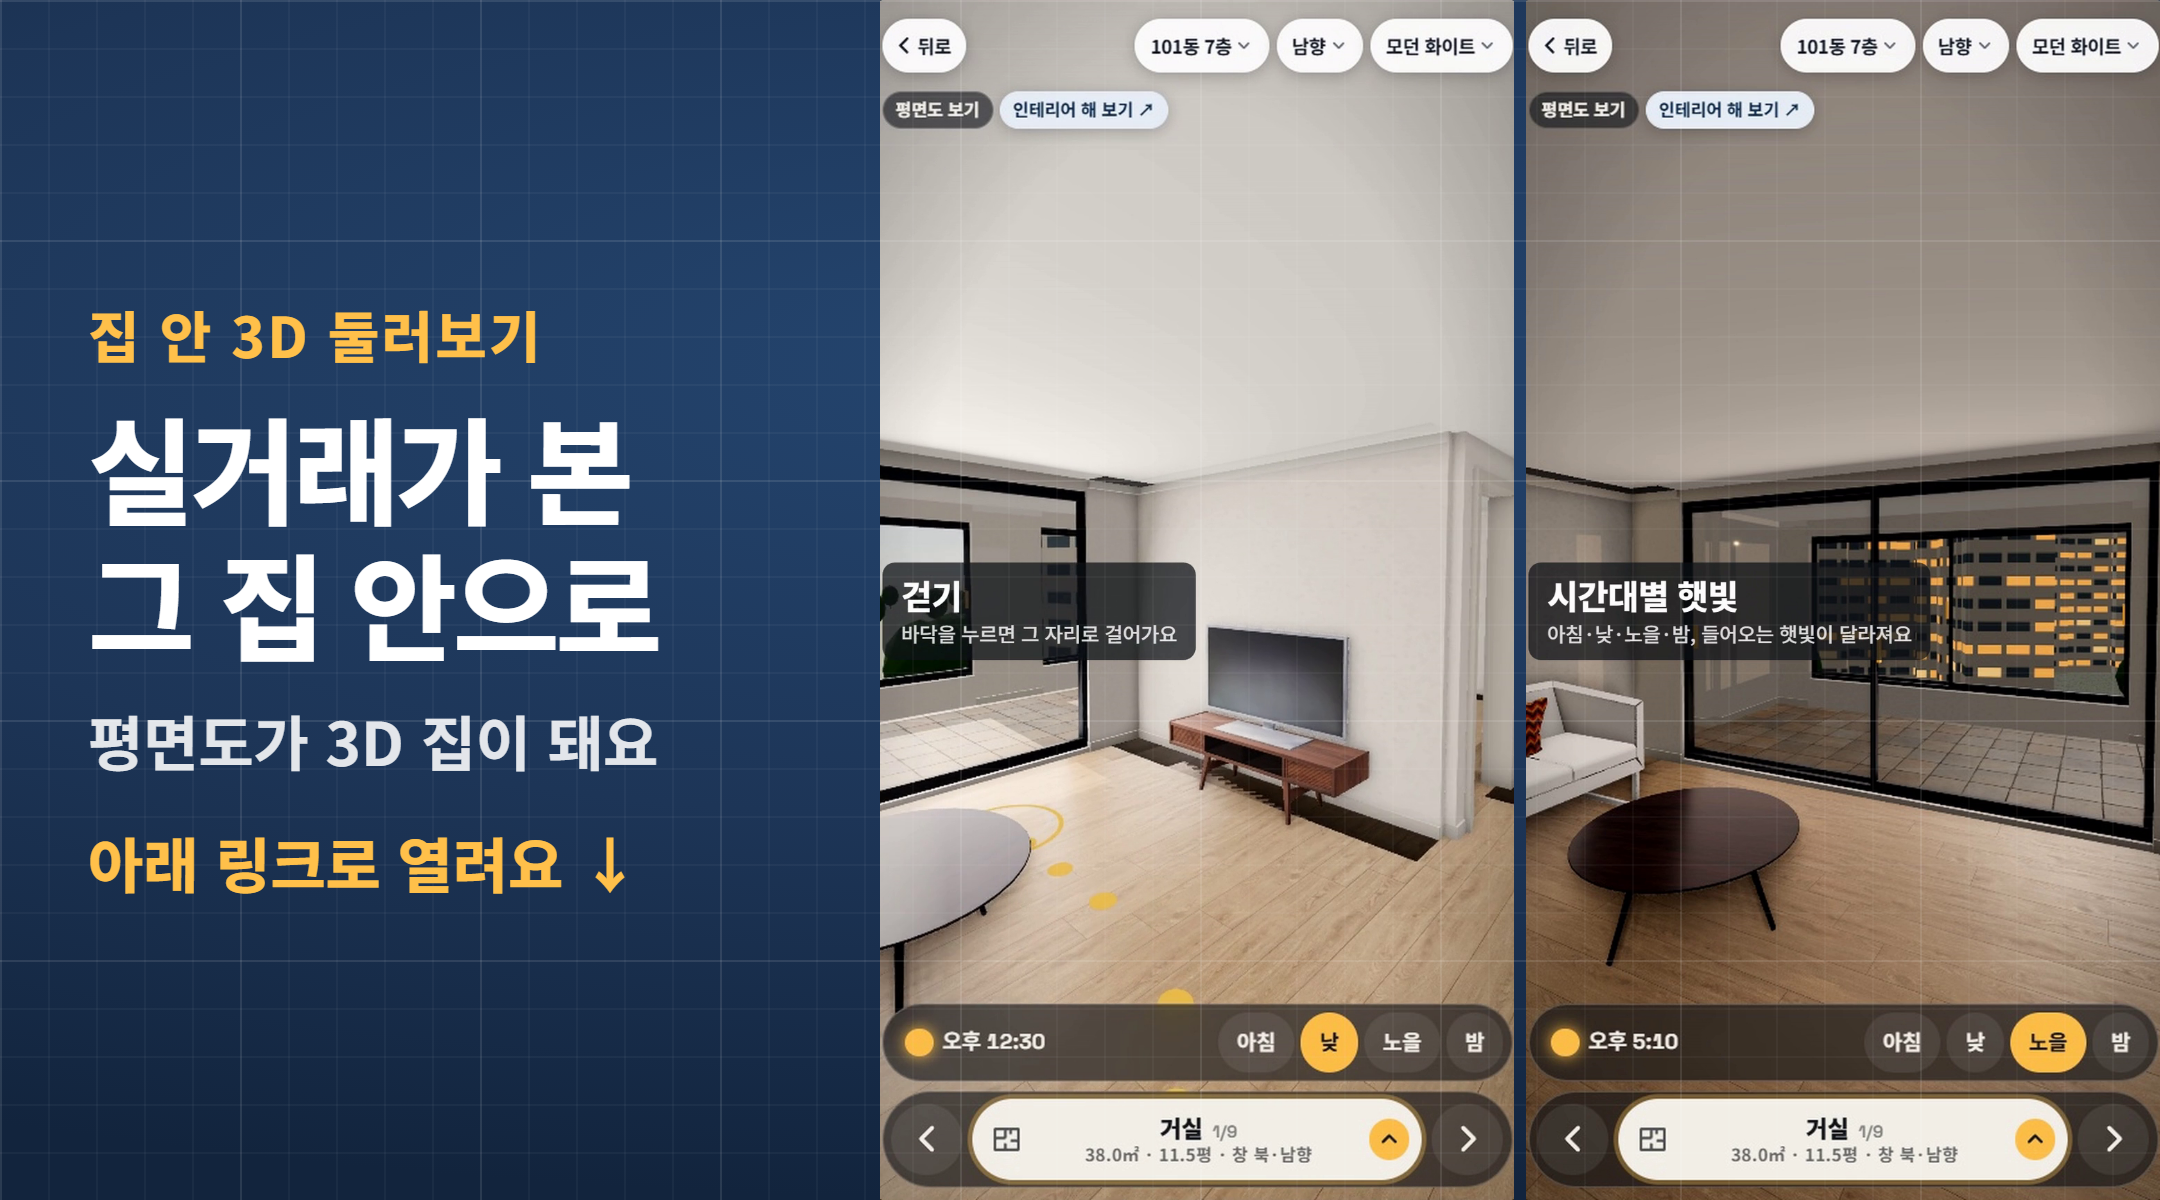 집 안 3D 둘러보기
실거래가 본
그 집 안으로
평면도가 3D 집이 돼요
아래 링크로 열려요 ↓
뒤로
101동 7층
남향
모던 화이트
평면도 보기
인테리어 해 보기 ↗
걷기
바닥을 누르면 그 자리로 걸어가요
오후 12:30
아침
낮
노을
밤
거실 1/9
38.0㎡ · 11.5평 · 창 북·남향
뒤로
101동 7층
남향
모던 화이트
평면도 보기
인테리어 해 보기 ↗
시간대별 햇빛
아침·낮·노을·밤, 들어오는 햇빛이 달라져요
오후 5:10
아침
낮
노을
밤
거실 1/9
38.0㎡ · 11.5평 · 창 북·남향